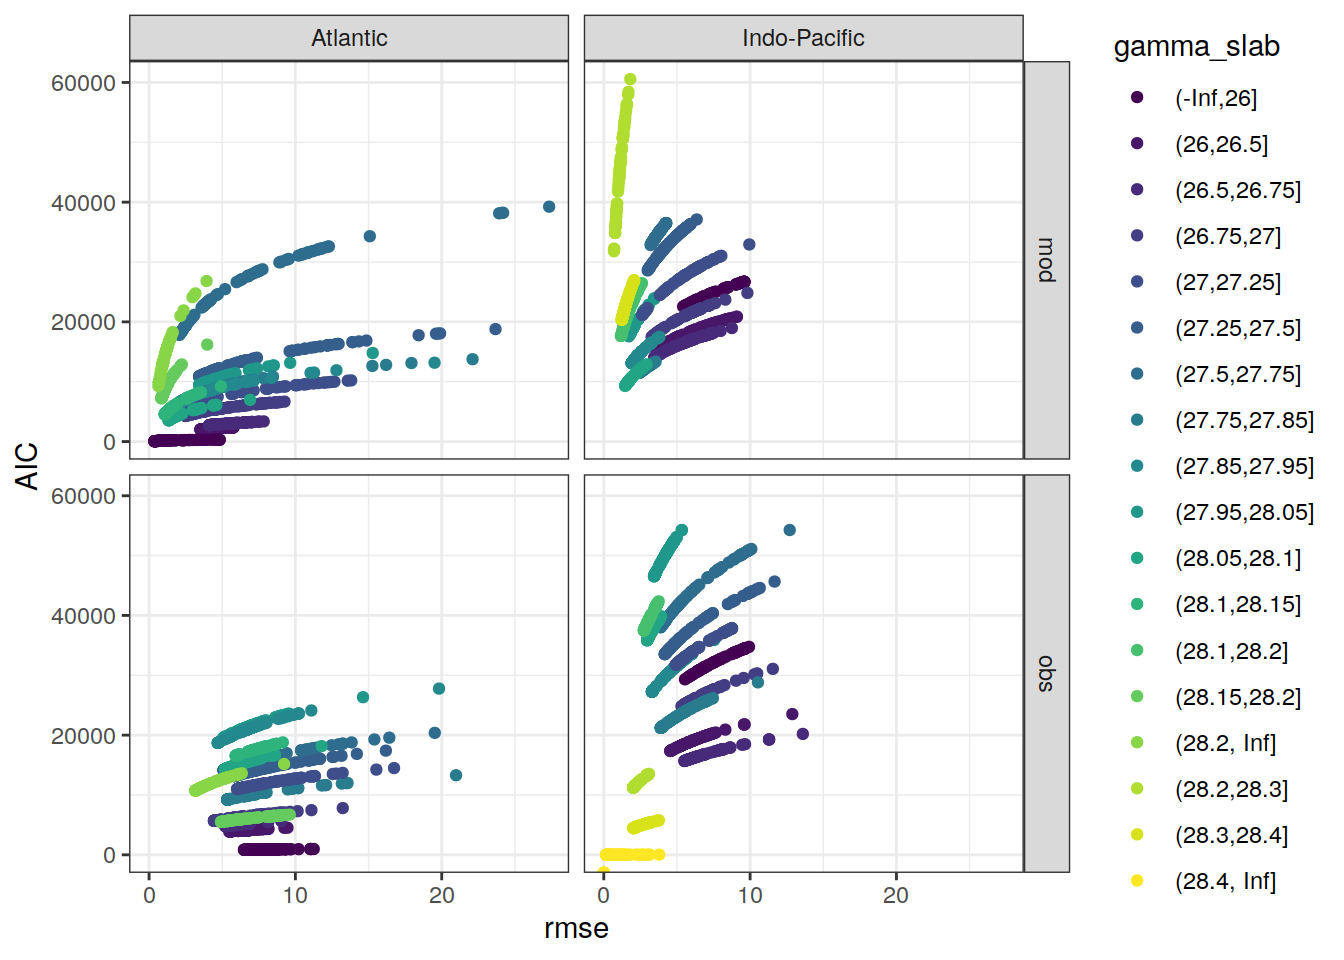 Atlantic
Indo-Pacific
gamma_slab
(-Inf,26]
(26,26.5]
(26.5,26.75]
(26.75,27]
(27,27.25]
(27.25,27.5]
(27.5,27.75]
(27.75,27.85]
(27.85,27.95]
(27.95,28.05]
(28.05,28.1]
(28.1,28.15]
(28.1,28.2]
(28.15,28.2]
(28.2, Inf]
(28.2,28.3]
(28.3,28.4]
(28.4, Inf]
60000
40000
20000
0
mod
AIC
60000
40000
20000
0
obs
0
10
20
0
10
20
rmse